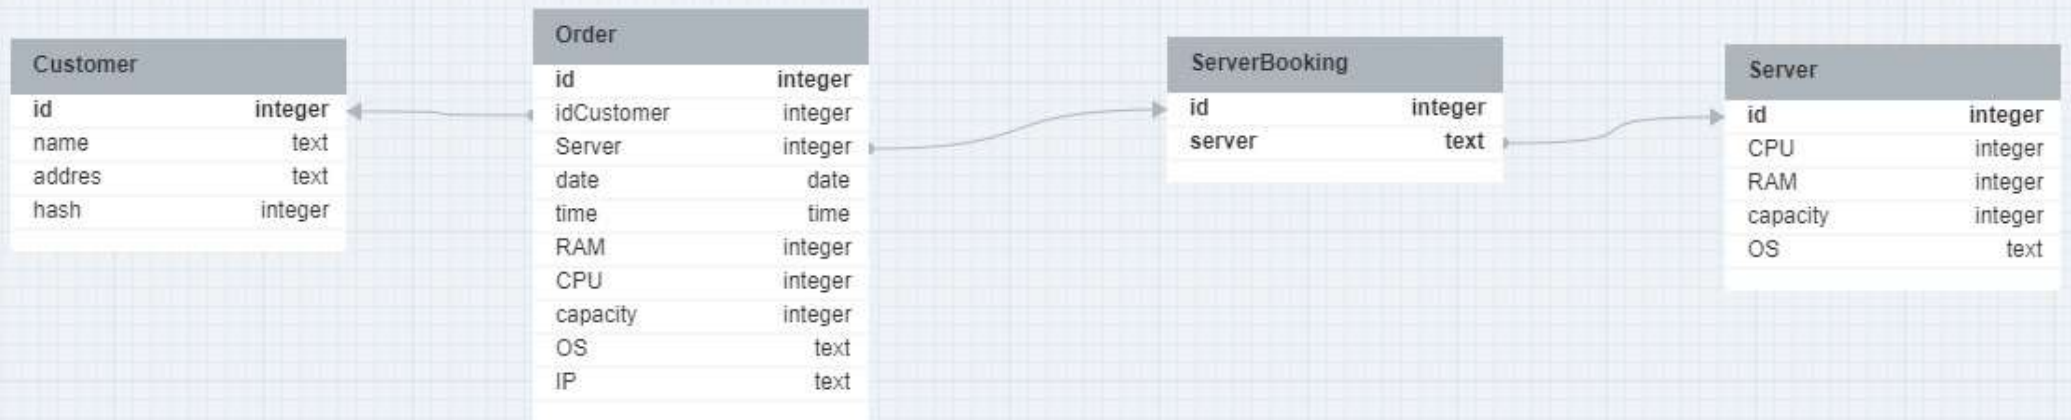 Customer
id integer
name text
addres text
hash integer
Order
id integer
idCustomer integer
Server integer
date date
time time
RAM integer
CPU integer
capacity integer
OS text
IP text
ServerBooking
id integer
server text
Server
id integer
CPU integer
RAM integer
capacity integer
OS text